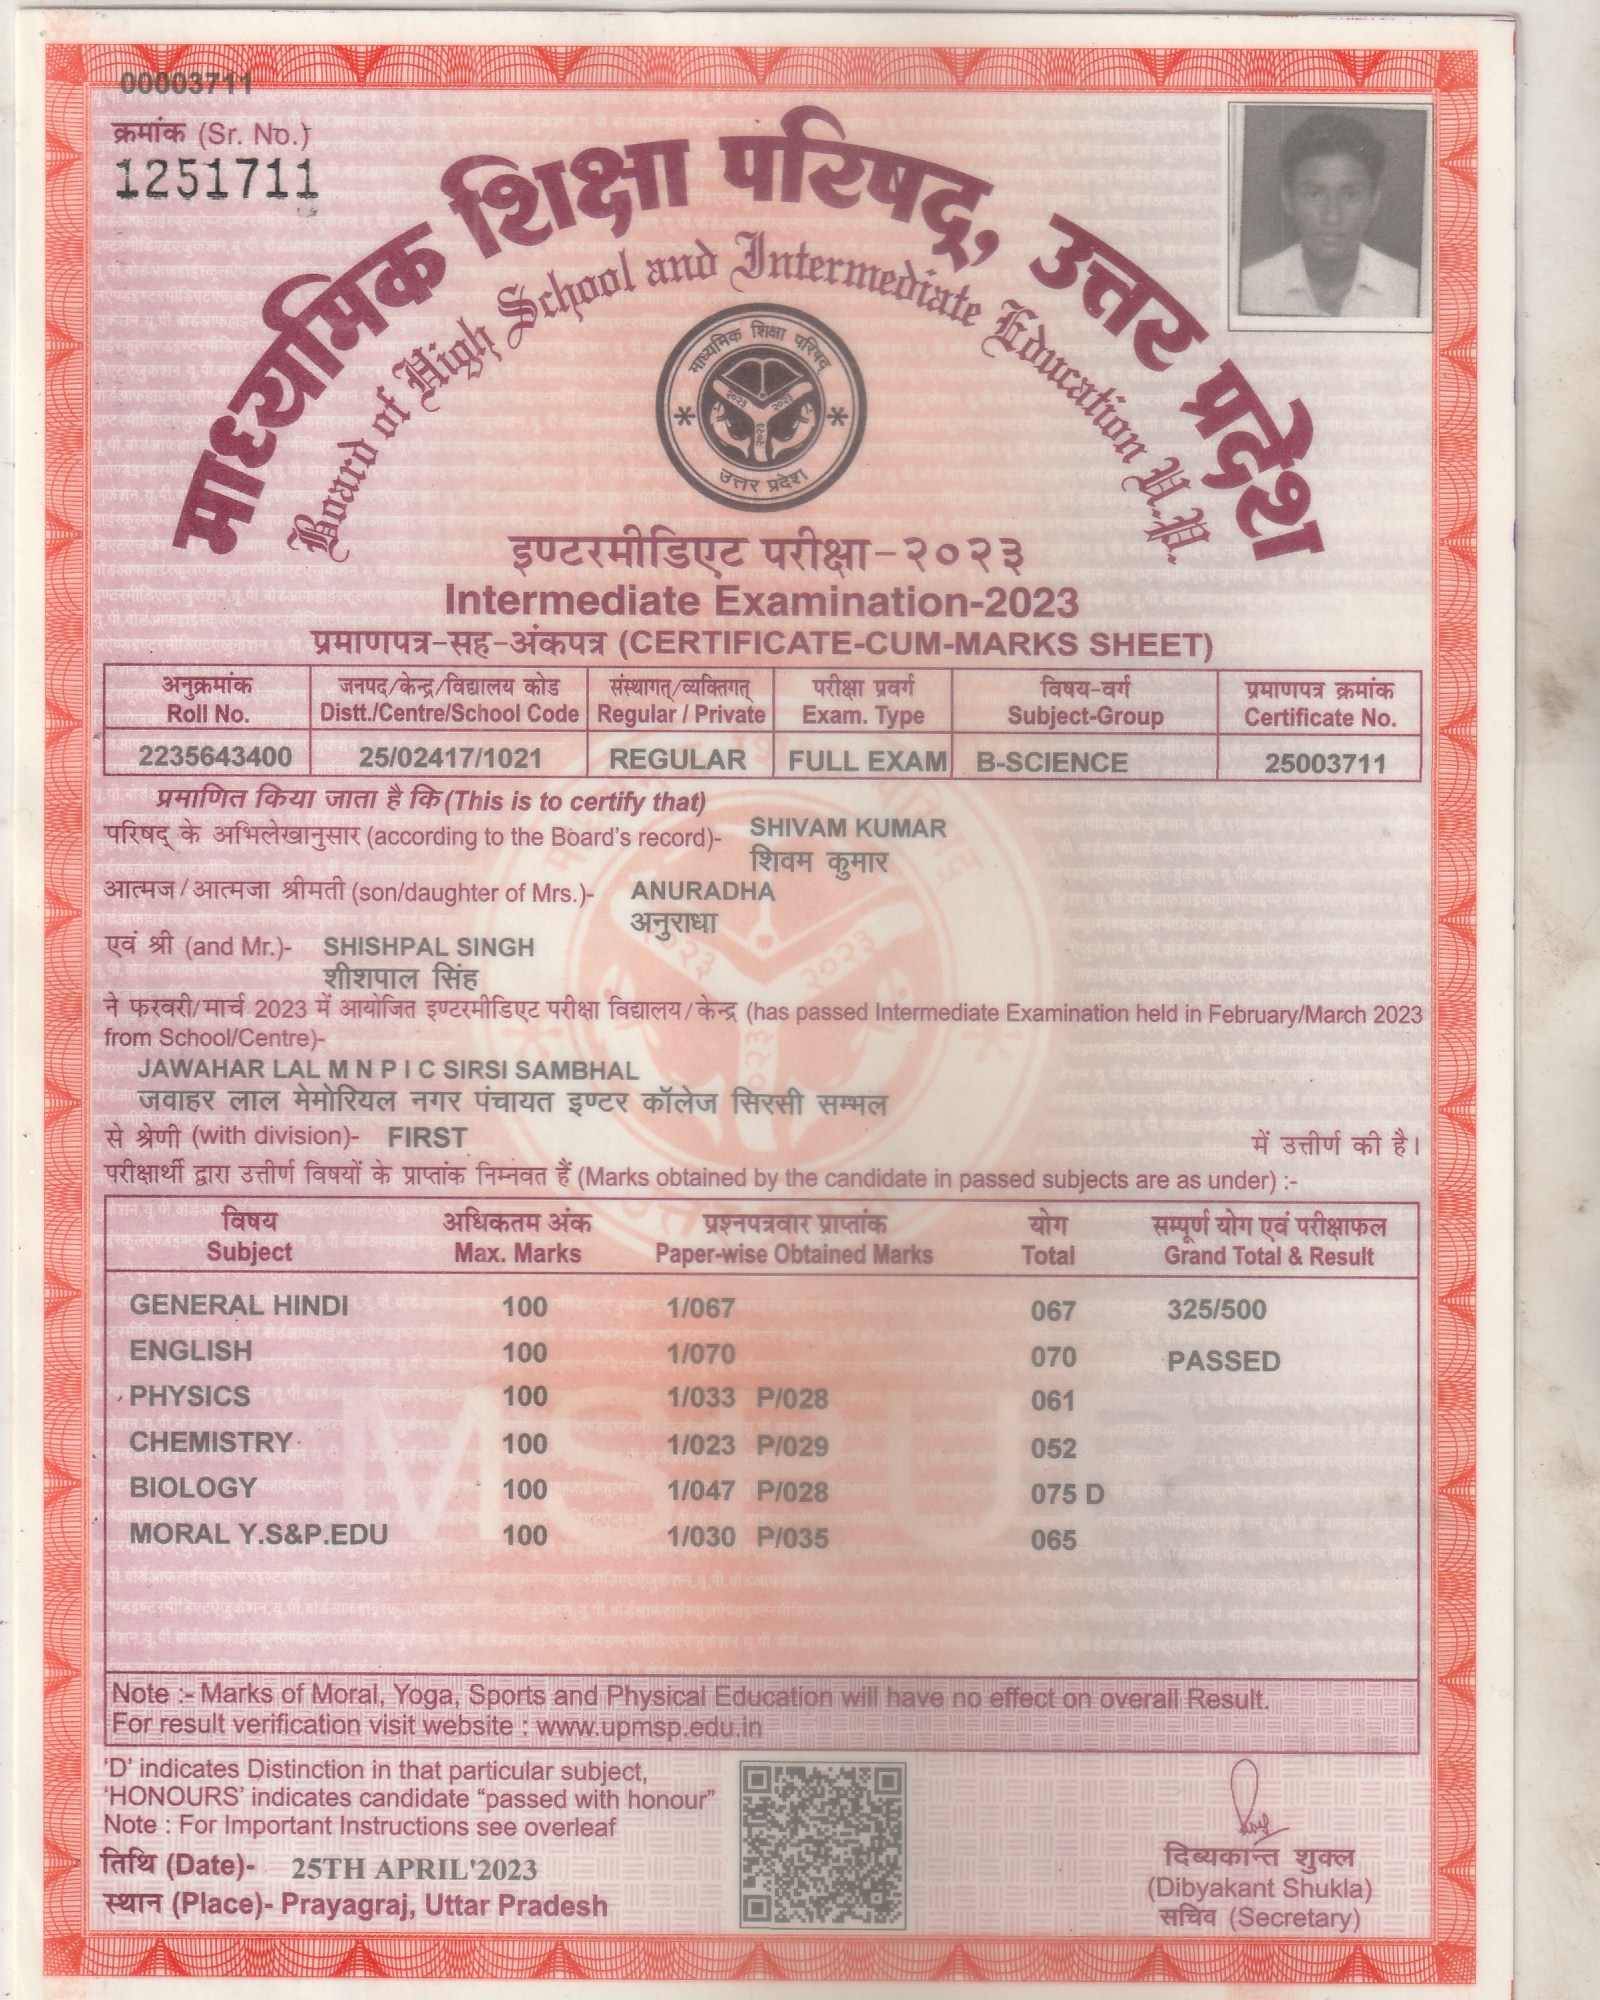 00003711
क्रमांक (Sr. No.)
1251711
माध्यमिक शिक्षा परिषद्, उत्तर प्रदेश
Board of High School and Intermediate Education U.P.
माध्यमिक शिक्षा परिषद्
२०२३ २०२३
२०२३
उत्तर प्रदेश
इण्टरमीडिएट परीक्षा-२०२३
Intermediate Examination-2023
प्रमाणपत्र-सह-अंकपत्र (CERTIFICATE-CUM-MARKS SHEET)
अनुक्रमांक जनपद/केन्द्र/विद्यालय कोड संस्थागत्/व्यक्तिगत् परीक्षा प्रवर्ग विषय-वर्ग प्रमाणपत्र क्रमांक
Roll No. Distt./Centre/School Code Regular / Private Exam. Type Subject-Group Certificate No.
2235643400 25/02417/1021 REGULAR FULL EXAM B-SCIENCE 25003711
प्रमाणित किया जाता है कि (This is to certify that)
परिषद् के अभिलेखानुसार (according to the Board's record)- SHIVAM KUMAR
शिवम कुमार
आत्मज/आत्मजा श्रीमती (son/daughter of Mrs.)- ANURADHA
अनुराधा
एवं श्री (and Mr.)- SHISHPAL SINGH
शीशपाल सिंह
ने फरवरी/मार्च 2023 में आयोजित इण्टरमीडिएट परीक्षा विद्यालय/केन्द्र (has passed Intermediate Examination held in February/March 2023
from School/Centre)-
JAWAHAR LAL M N P I C SIRSI SAMBHAL
जवाहर लाल मेमोरियल नगर पंचायत इण्टर कॉलेज सिरसी सम्भल
से श्रेणी (with division)- FIRST में उत्तीर्ण की है।
परीक्षार्थी द्वारा उत्तीर्ण विषयों के प्राप्तांक निम्नवत हैं (Marks obtained by the candidate in passed subjects are as under) :-
विषय अधिकतम अंक प्रश्नपत्रवार प्राप्तांक योग सम्पूर्ण योग एवं परीक्षाफल
Subject Max. Marks Paper-wise Obtained Marks Total Grand Total & Result
GENERAL HINDI 100 1/067 067 325/500
ENGLISH 100 1/070 070 PASSED
PHYSICS 100 1/033 P/028 061
CHEMISTRY 100 1/023 P/029 052
BIOLOGY 100 1/047 P/028 075 D
MORAL Y.S&P.EDU 100 1/030 P/035 065
Note :- Marks of Moral, Yoga, Sports and Physical Education will have no effect on overall Result.
For result verification visit website : www.upmsp.edu.in
'D' indicates Distinction in that particular subject,
'HONOURS' indicates candidate "passed with honour"
Note : For Important Instructions see overleaf
तिथि (Date)- 25TH APRIL'2023
स्थान (Place)- Prayagraj, Uttar Pradesh
दिब्यकान्त शुक्ल
(Dibyakant Shukla)
सचिव (Secretary)